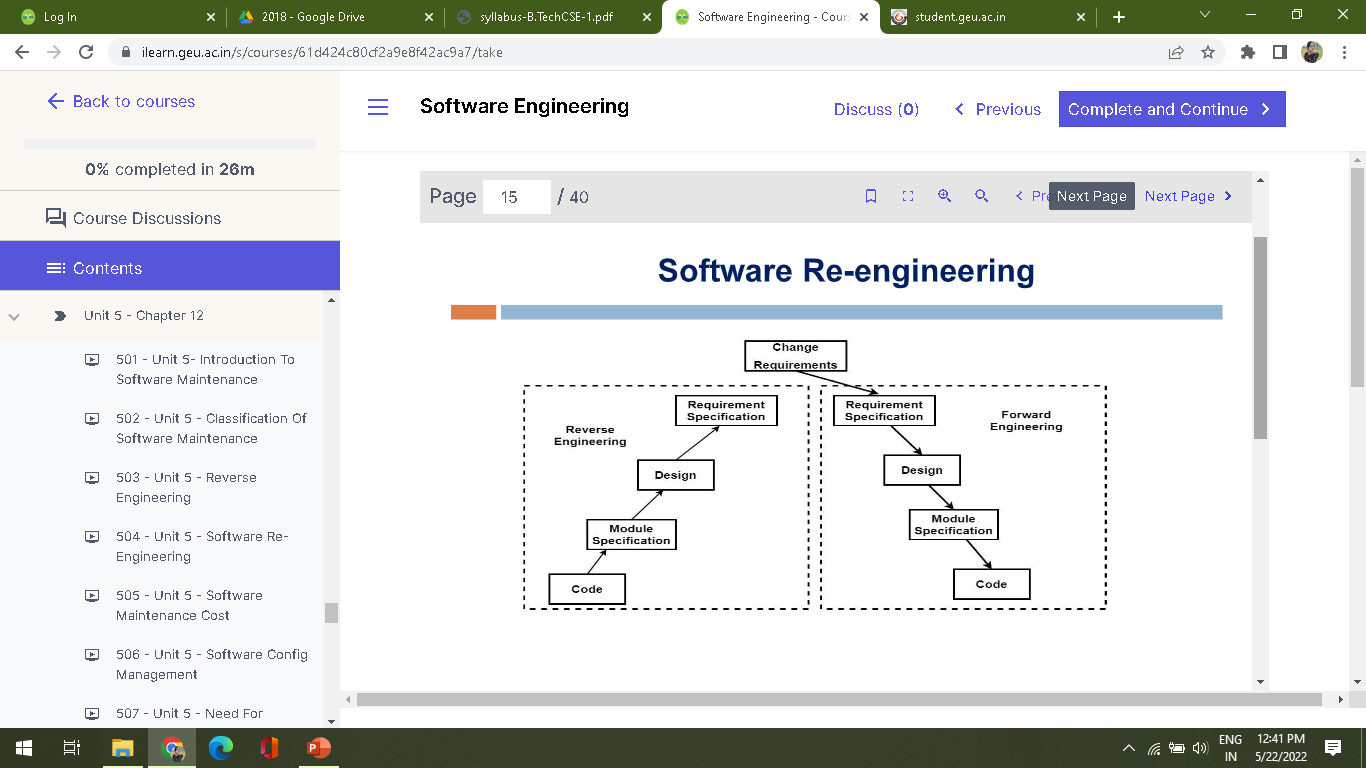 Log In
2018 - Google Drive
syllabus-B.TechCSE-1.pdf
Software Engineering - Cour
student.geu.ac.in
ilearn.geu.ac.in/s/courses/61d424c80cf2a9e8f42ac9a7/take
Back to courses
0% completed in 26m
Course Discussions
Contents
Unit 5 - Chapter 12
501 - Unit 5- Introduction To
Software Maintenance
502 - Unit 5 - Classification Of
Software Maintenance
503 - Unit 5 - Reverse
Engineering
504 - Unit 5 - Software Re-
Engineering
505 - Unit 5 - Software
Maintenance Cost
506 - Unit 5 - Software Config
Management
507 - Unit 5 - Need For
Software Engineering
Discuss (0)
Previous
Complete and Continue
Page 15 / 40
Pre
Next Page
Next Page
Software Re-engineering
Change
Requirements
Reverse
Engineering
Requirement
Specification
Design
Module
Specification
Code
Requirement
Specification
Forward
Engineering
Design
Module
Specification
Code
ENG
IN
12:41 PM
5/22/2022